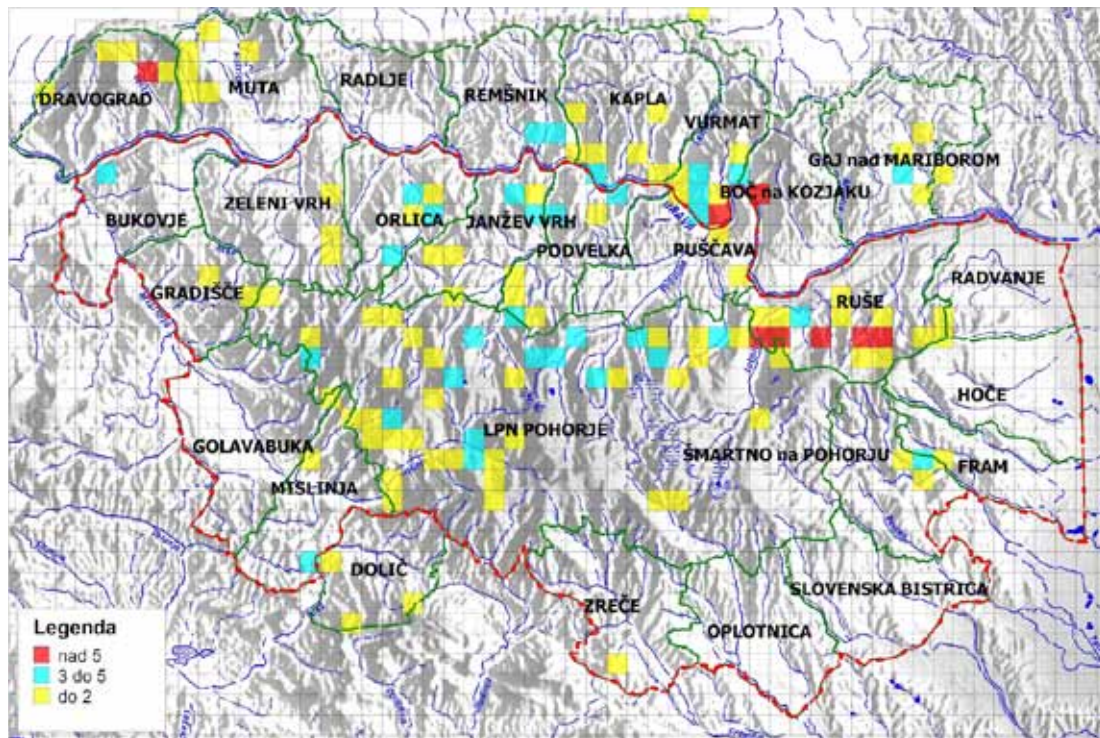 MUTA
RADLJE
REMŠNIK
KAPLA
DRAVOGRAD
VURMAT
GAJ nad MARIBOROM
BOČ na KOZJAKU
BUKOVJE
ZELENI VRH
ORLICA
JANŽEV VRH
PODVELKA
PUŠČAVA
GRADIŠČE
RUŠE
RADVANJE
HOČE
GOLAVABUKA
LPN POHORJE
ŠMARTNO na POHORJU
FRAM
MISLINJA
DOLIČ
ZREČE
OPLOTNICA
SLOVENSKA BISTRICA
Legenda
nad 5
3 do 5
do 2